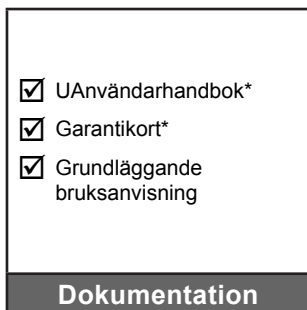 UAnvändarhandbok*
Garantikort*
Grundläggande
bruksanvisning
Dokumentation